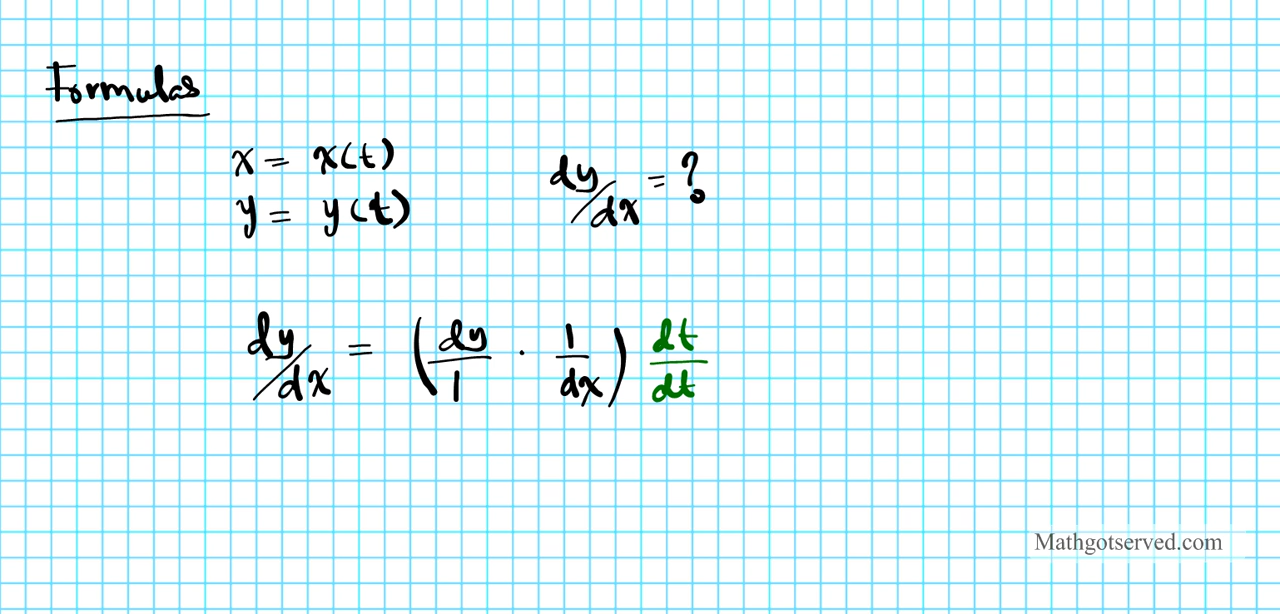 Formulas
x = x(t)
y = y(t)
dy/dx = ?
dy/dx = (dy/1 · 1/dx) dt/dt
Mathgotserved.com